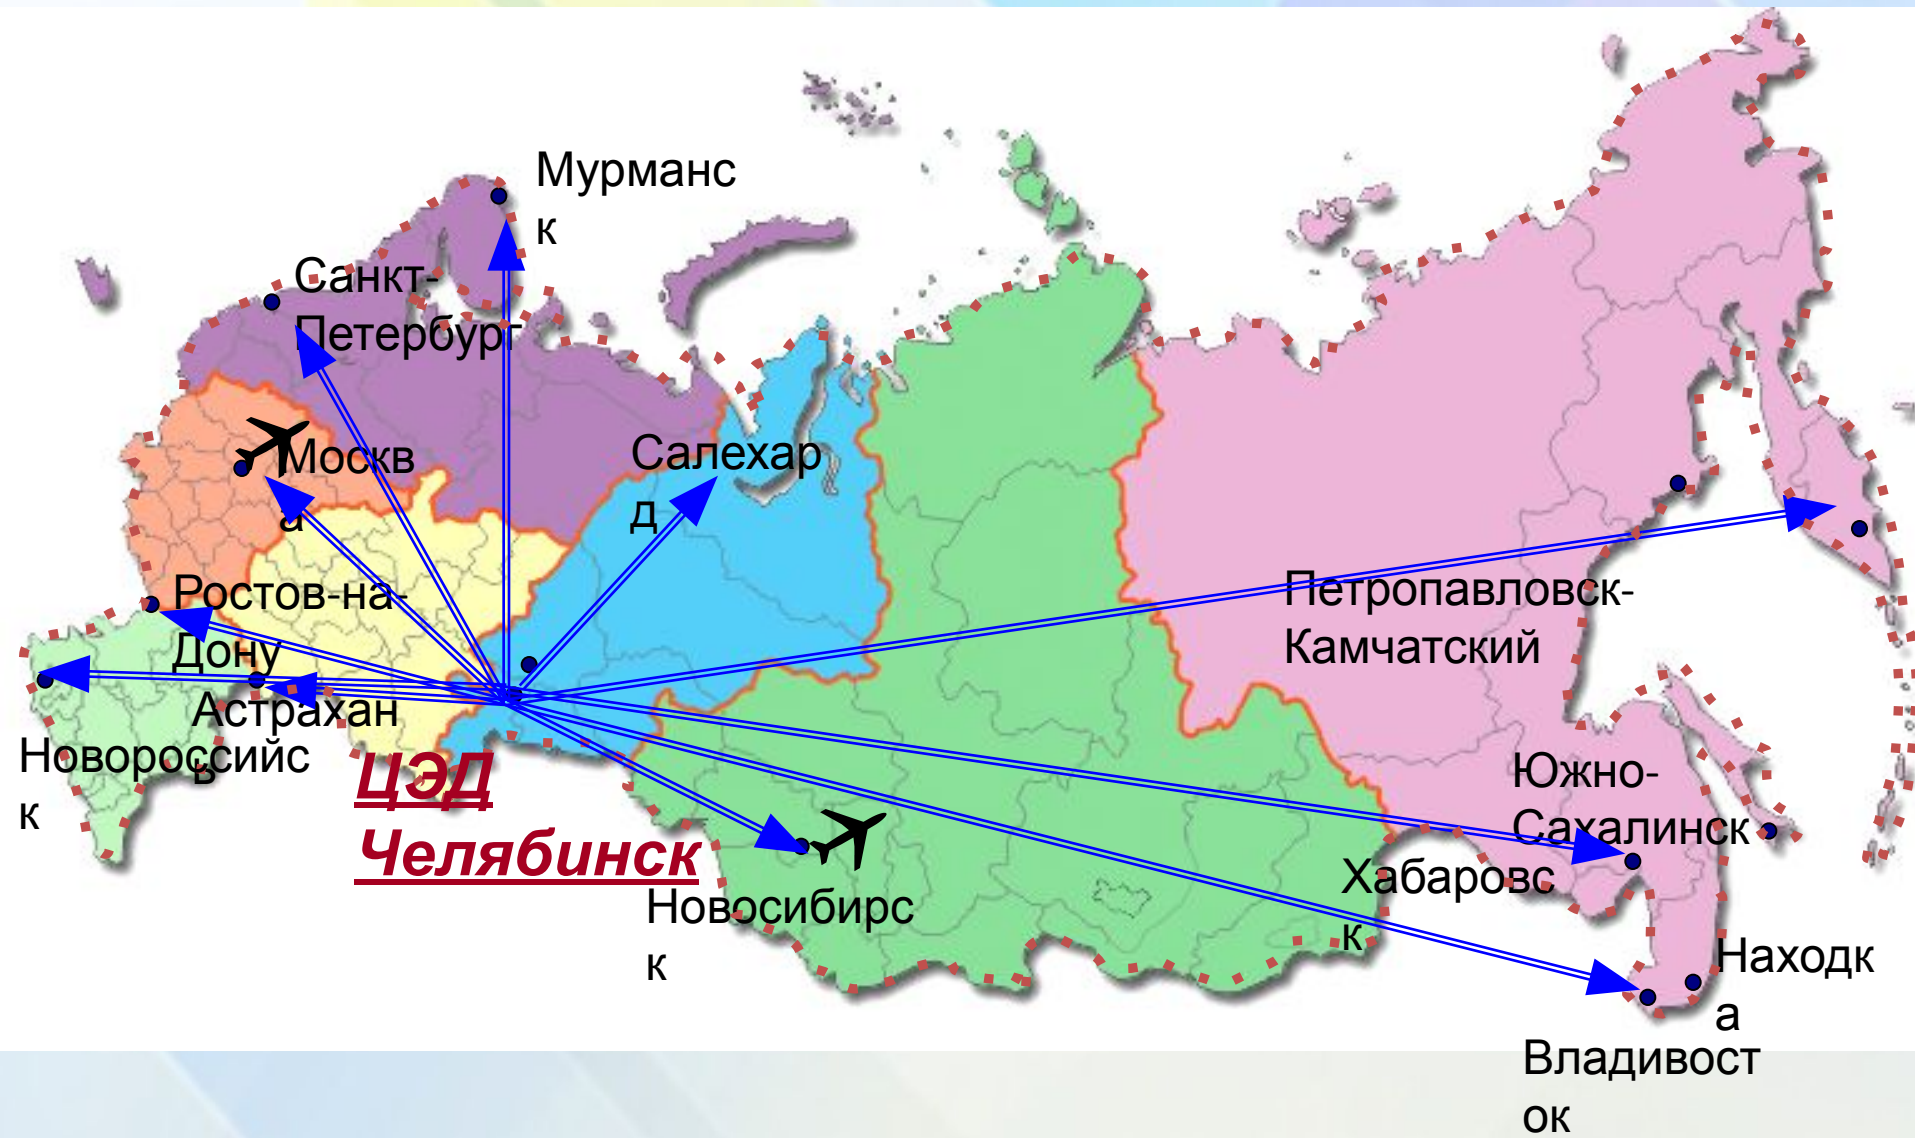 Мурманс
к
Санкт-
Петербург
Москв
а
Салехар
д
Ростов-на-
Дону
Астрахан
ь
Новороссийс
к
ЦЭД
Челябинск
Новосибирс
к
Петропавловск-
Камчатский
Южно-
Сахалинск
Хабаровс
к
Находк
а
Владивост
ок